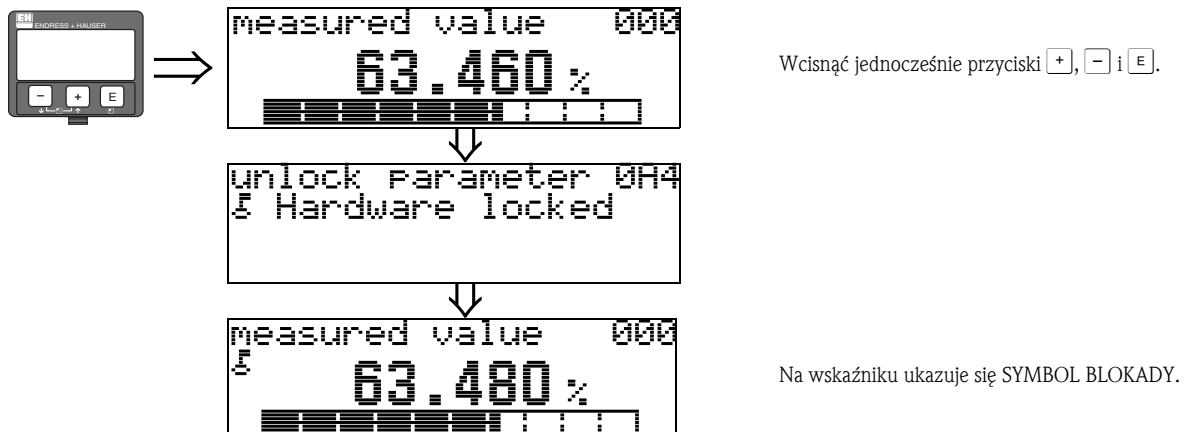 ENDRESS + HAUSER
- + E
measured value 000
63.460 %
Wcisnąć jednocześnie przyciski +, - i E.
unlock parameter 0A4
Hardware locked
measured value 000
63.480 %
Na wskaźniku ukazuje się SYMBOL BLOKADY.